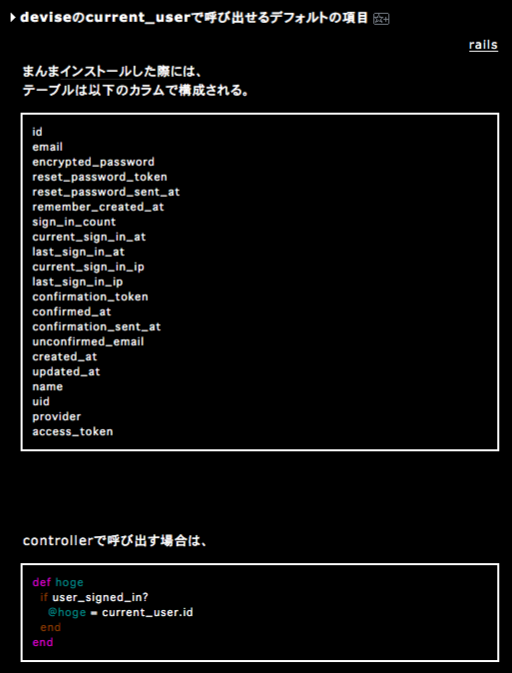 deviseのcurrent_userで呼び出せるデフォルトの項目
rails
まんまインストールした際には、
テーブルは以下のカラムで構成される。
id
email
encrypted_password
reset_password_token
reset_password_sent_at
remember_created_at
sign_in_count
current_sign_in_at
last_sign_in_at
current_sign_in_ip
last_sign_in_ip
confirmation_token
confirmed_at
confirmation_sent_at
unconfirmed_email
created_at
updated_at
name
uid
provider
access_token
controllerで呼び出す場合は、
def hoge
  if user_signed_in?
    @hoge = current_user.id
  end
end